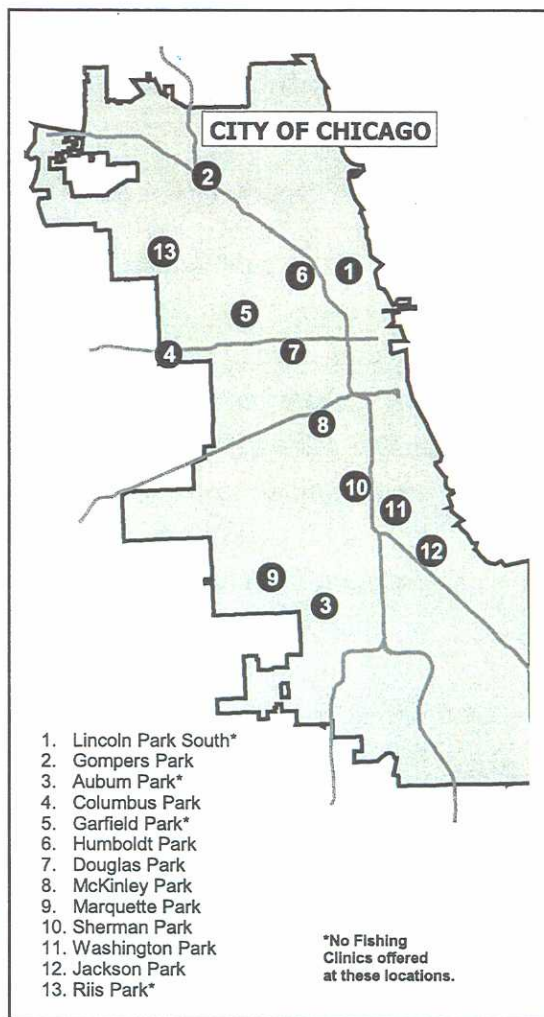 CITY OF CHICAGO
2
13
6
1
5
4
7
8
10
11
12
9
3
1. Lincoln Park South*
2. Gompers Park
3. Auburn Park*
4. Columbus Park
5. Garfield Park*
6. Humboldt Park
7. Douglas Park
8. McKinley Park
9. Marquette Park
10. Sherman Park
11. Washington Park
12. Jackson Park
13. Riis Park*
*No Fishing
Clinics offered
at these locations.